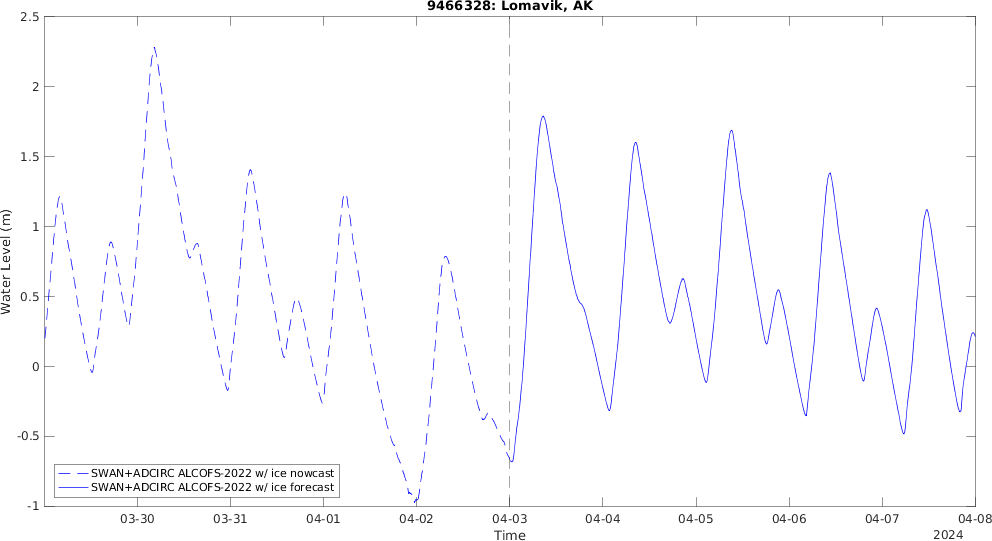 9466328: Lomavik, AK
2.5
2
1.5
1
0.5
0
-0.5
-1
Water Level (m)
SWAN+ADCIRC ALCOFS-2022 w/ ice nowcast
SWAN+ADCIRC ALCOFS-2022 w/ ice forecast
03-30 03-31 04-01 04-02 04-03 04-04 04-05 04-06 04-07 04-08
Time
2024